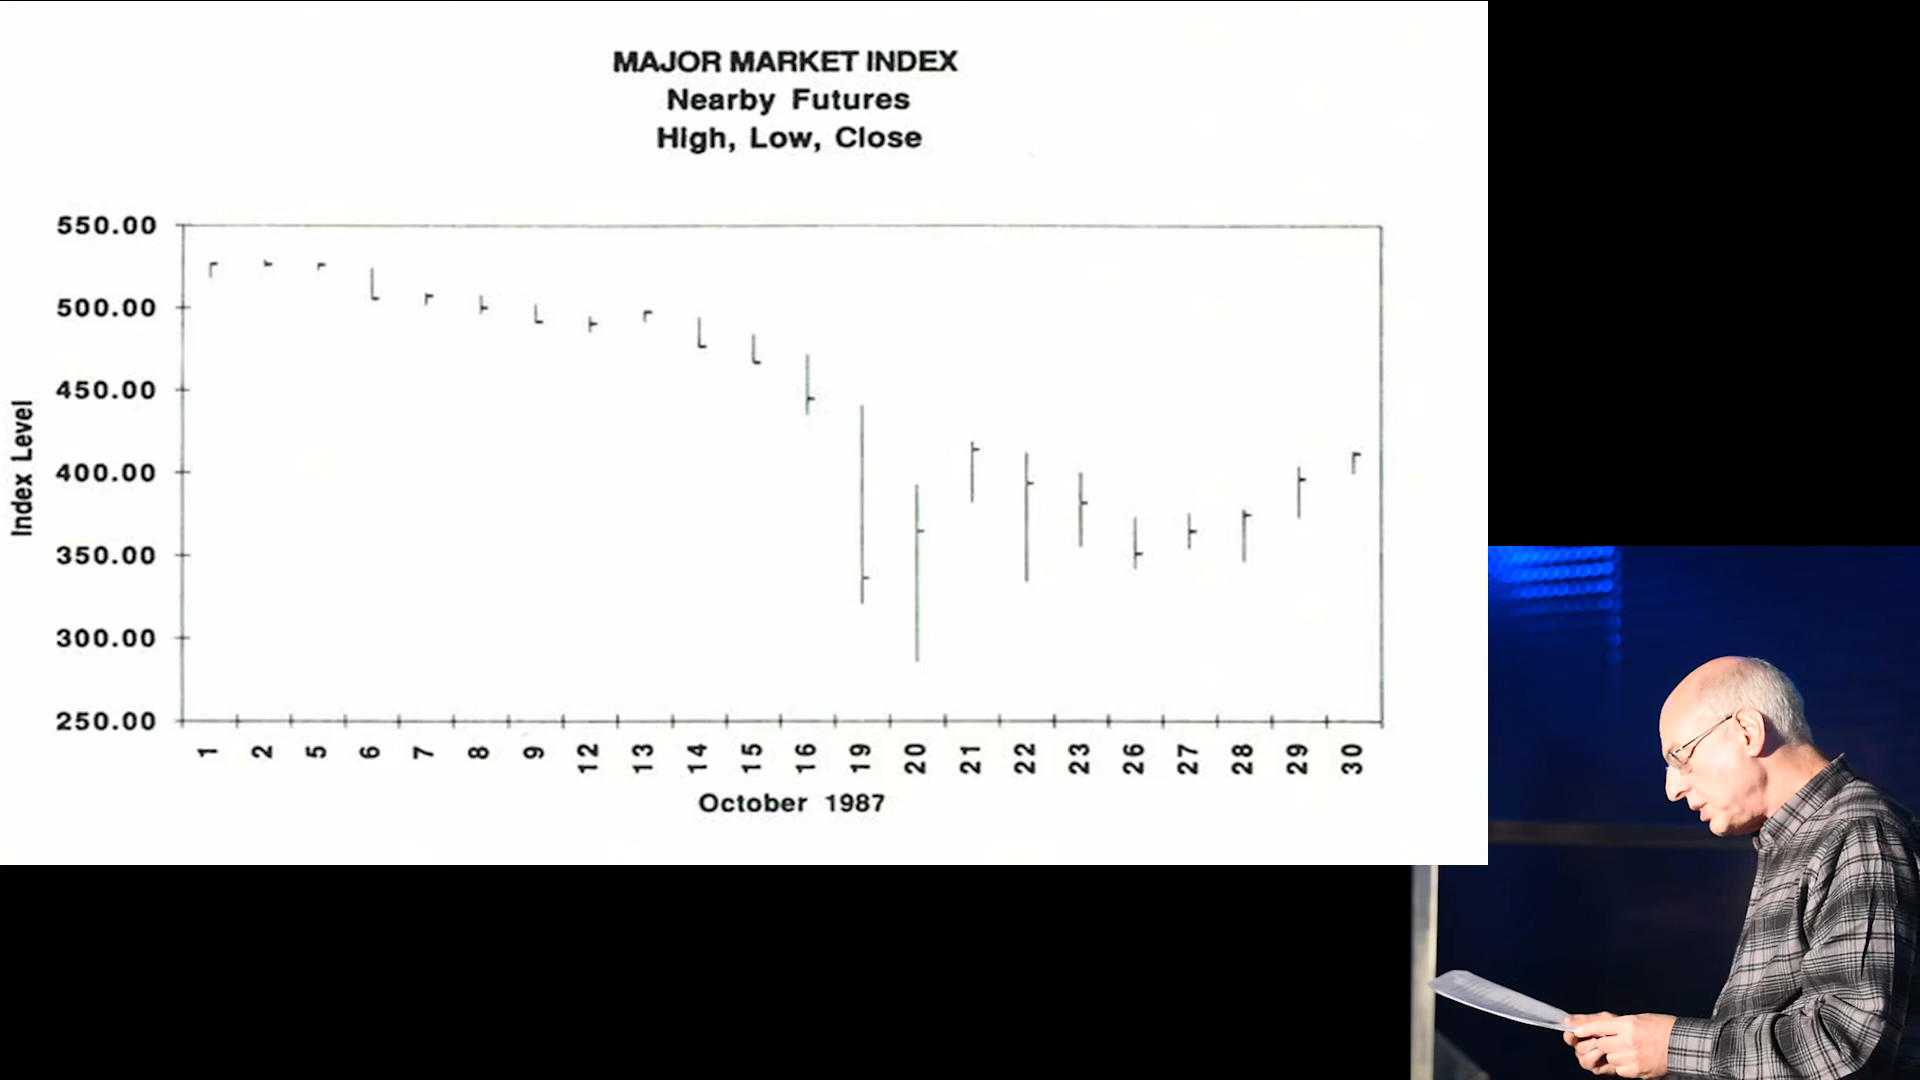 MAJOR MARKET INDEX
Nearby Futures
High, Low, Close
Index Level
550.00
500.00
450.00
400.00
350.00
300.00
250.00
1 2 5 6 7 8 9 12 13 14 15 16 19 20 21 22 23 26 27 28 29 30
October 1987